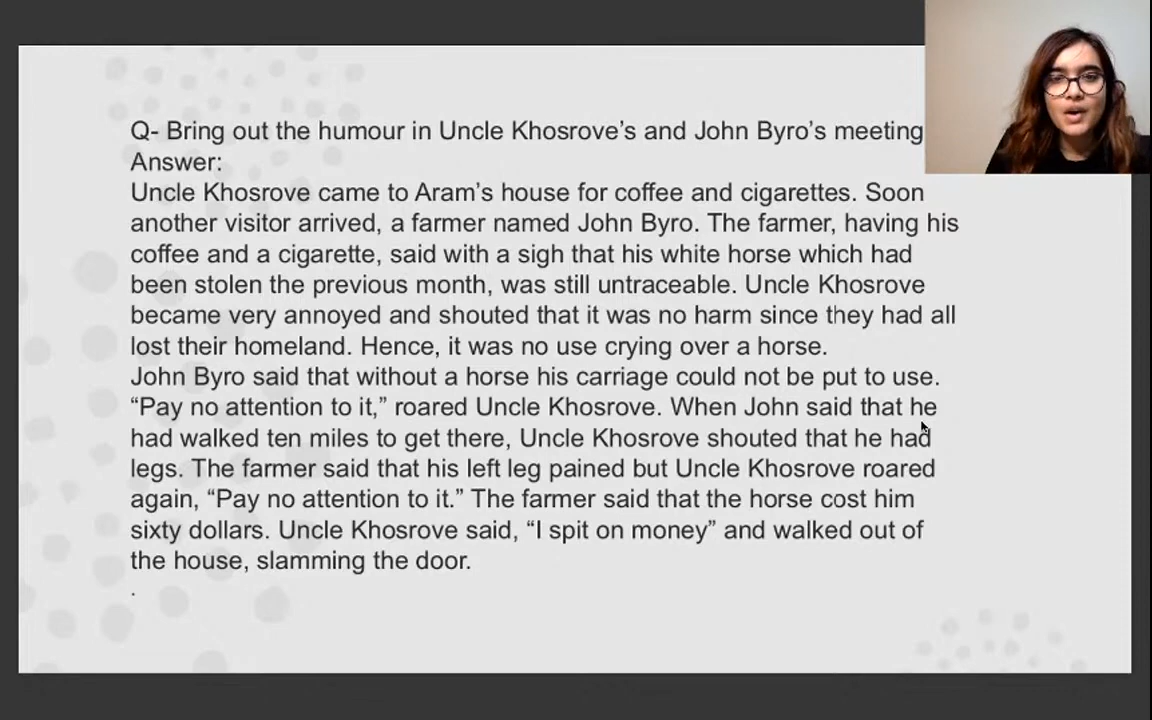 Q- Bring out the humour in Uncle Khosrove's and John Byro's meeting
Answer:
Uncle Khosrove came to Aram's house for coffee and cigarettes. Soon
another visitor arrived, a farmer named John Byro. The farmer, having his
coffee and a cigarette, said with a sigh that his white horse which had
been stolen the previous month, was still untraceable. Uncle Khosrove
became very annoyed and shouted that it was no harm since they had all
lost their homeland. Hence, it was no use crying over a horse.
John Byro said that without a horse his carriage could not be put to use.
“Pay no attention to it,” roared Uncle Khosrove. When John said that he
had walked ten miles to get there, Uncle Khosrove shouted that he had
legs. The farmer said that his left leg pained but Uncle Khosrove roared
again, “Pay no attention to it.” The farmer said that the horse cost him
sixty dollars. Uncle Khosrove said, “I spit on money” and walked out of
the house, slamming the door.
.